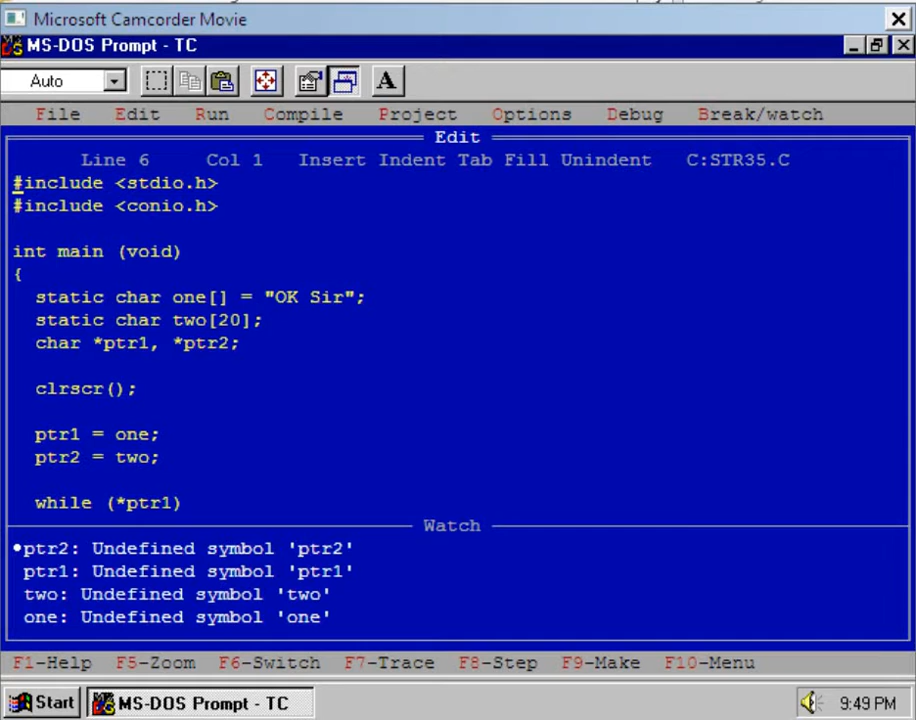 Microsoft Camcorder Movie
MS-DOS Prompt - TC
Auto
A
File Edit Run Compile Project Options Debug Break/watch
Edit
Line 6 Col 1 Insert Indent Tab Fill Unindent C:STR35.C
#include <stdio.h>
#include <conio.h>
int main (void)
{
static char one[] = "OK Sir";
static char two[20];
char *ptr1, *ptr2;
clrscr();
ptr1 = one;
ptr2 = two;
while (*ptr1)
Watch
•ptr2: Undefined symbol 'ptr2'
ptr1: Undefined symbol 'ptr1'
two: Undefined symbol 'two'
one: Undefined symbol 'one'
F1-Help F5-Zoom F6-Switch F7-Trace F8-Step F9-Make F10-Menu
Start MS-DOS Prompt - TC 9:49 PM